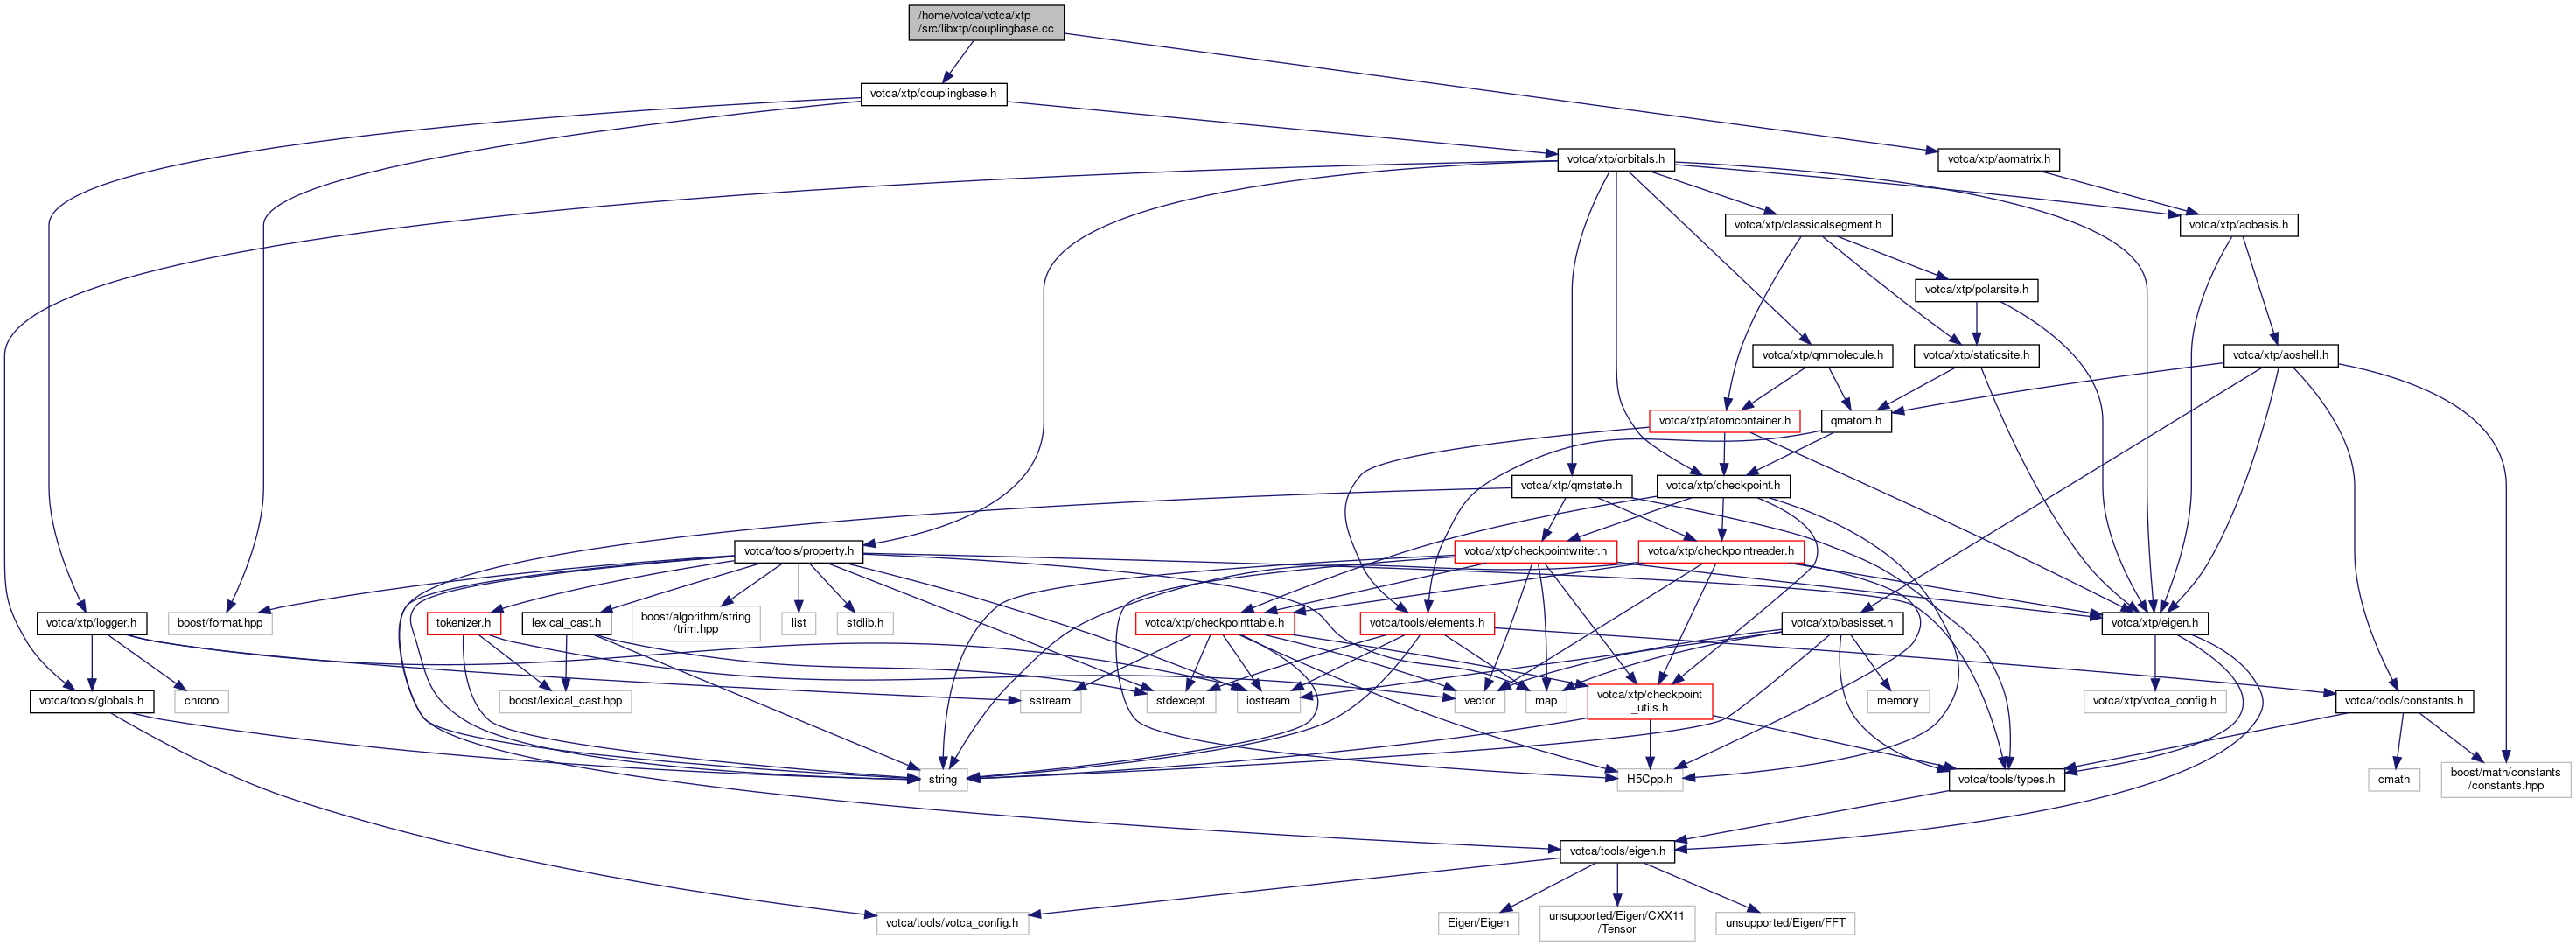 /home/votca/votca/xtp
/src/libxtp/couplingbase.cc
votca/xtp/couplingbase.h
votca/xtp/orbitals.h
votca/xtp/aomatrix.h
votca/xtp/classicalsegment.h
votca/xtp/aobasis.h
votca/xtp/polarsite.h
votca/xtp/qmmolecule.h
votca/xtp/staticsite.h
votca/xtp/aoshell.h
votca/xtp/atomcontainer.h
qmatom.h
votca/xtp/qmstate.h
votca/xtp/checkpoint.h
votca/tools/property.h
votca/xtp/checkpointwriter.h
votca/xtp/checkpointreader.h
votca/xtp/logger.h
boost/format.hpp
tokenizer.h
lexical_cast.h
boost/algorithm/string
/trim.hpp
list
stdlib.h
votca/xtp/checkpointtable.h
votca/tools/elements.h
votca/xtp/basisset.h
votca/xtp/eigen.h
votca/tools/globals.h
chrono
boost/lexical_cast.hpp
sstream
stdexcept
iostream
vector
map
votca/xtp/checkpoint
_utils.h
memory
votca/xtp/votca_config.h
votca/tools/constants.h
string
H5Cpp.h
votca/tools/types.h
cmath
boost/math/constants
/constants.hpp
votca/tools/eigen.h
votca/tools/votca_config.h
Eigen/Eigen
unsupported/Eigen/CXX11
/Tensor
unsupported/Eigen/FFT